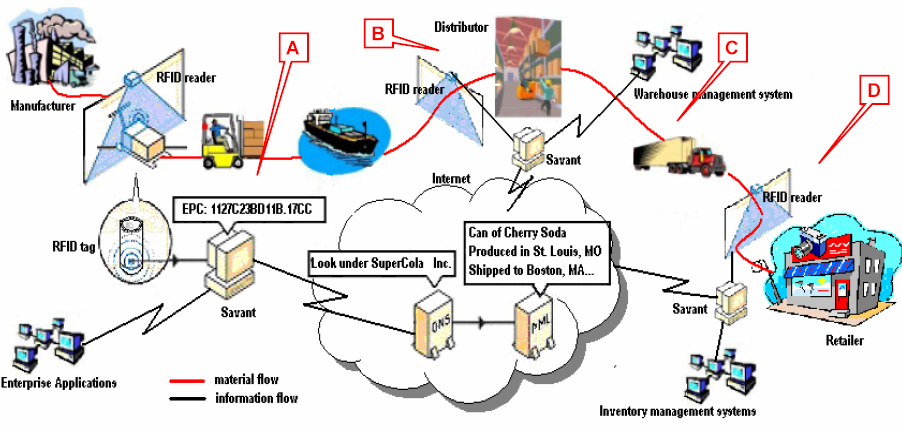 Distributor
A
B
C
D
RFID reader
RFID reader
Manufacturer
Warehouse management system
Savant
Internet
RFID reader
EPC: 1127C23BD11B.17CC
RFID tag
Can of Cherry Soda
Produced in St. Louis, MO
Shipped to Boston, MA...
Look under SuperCola Inc.
Savant
ONS
PML
Savant
Retailer
Enterprise Applications
material flow
information flow
Inventory management systems